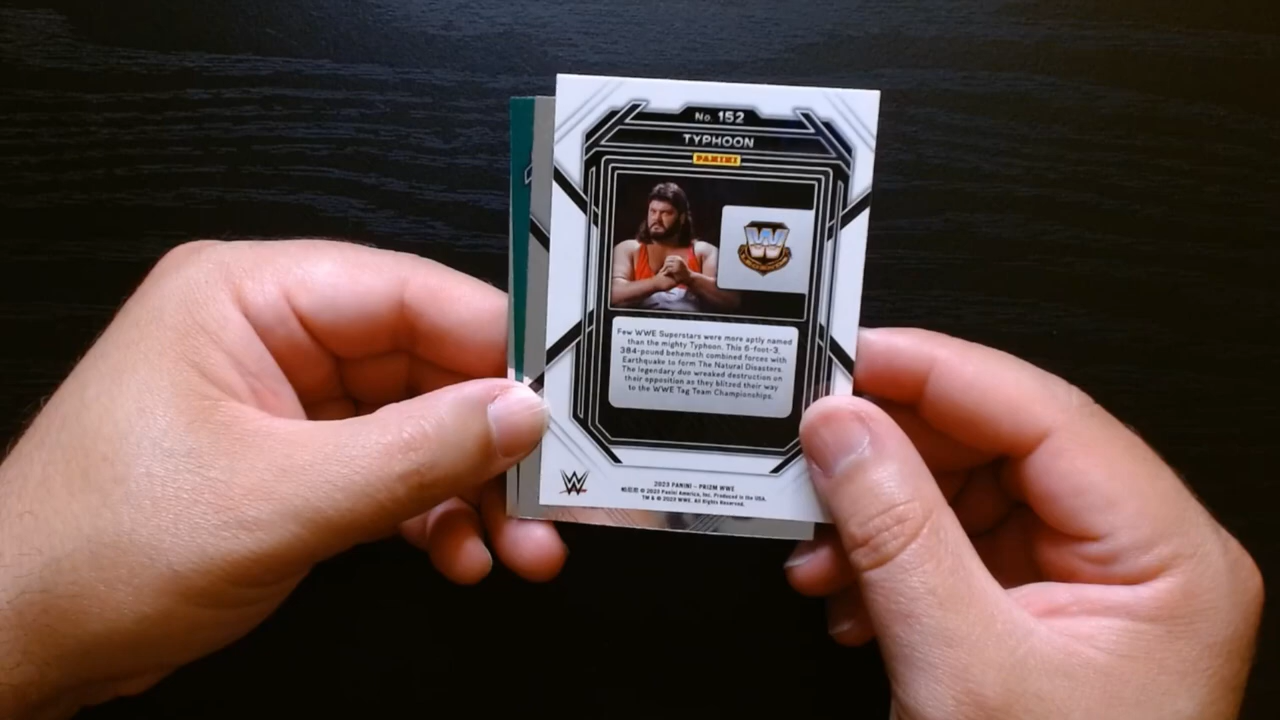 No. 152
TYPHOON
PANINI
Few WWE Superstars were more aptly named
than the mighty Typhoon. This 6-foot-3,
384-pound behemoth combined forces with
Earthquake to form The Natural Disasters.
The legendary duo wreaked destruction on
their opposition as they blitzed their way
to the WWE Tag Team Championships.
W
2023 PANINI - PRIZM WWE
© 2023 Panini America, Inc. Produced in the USA.
TM & © 2023 WWE. All Rights Reserved.